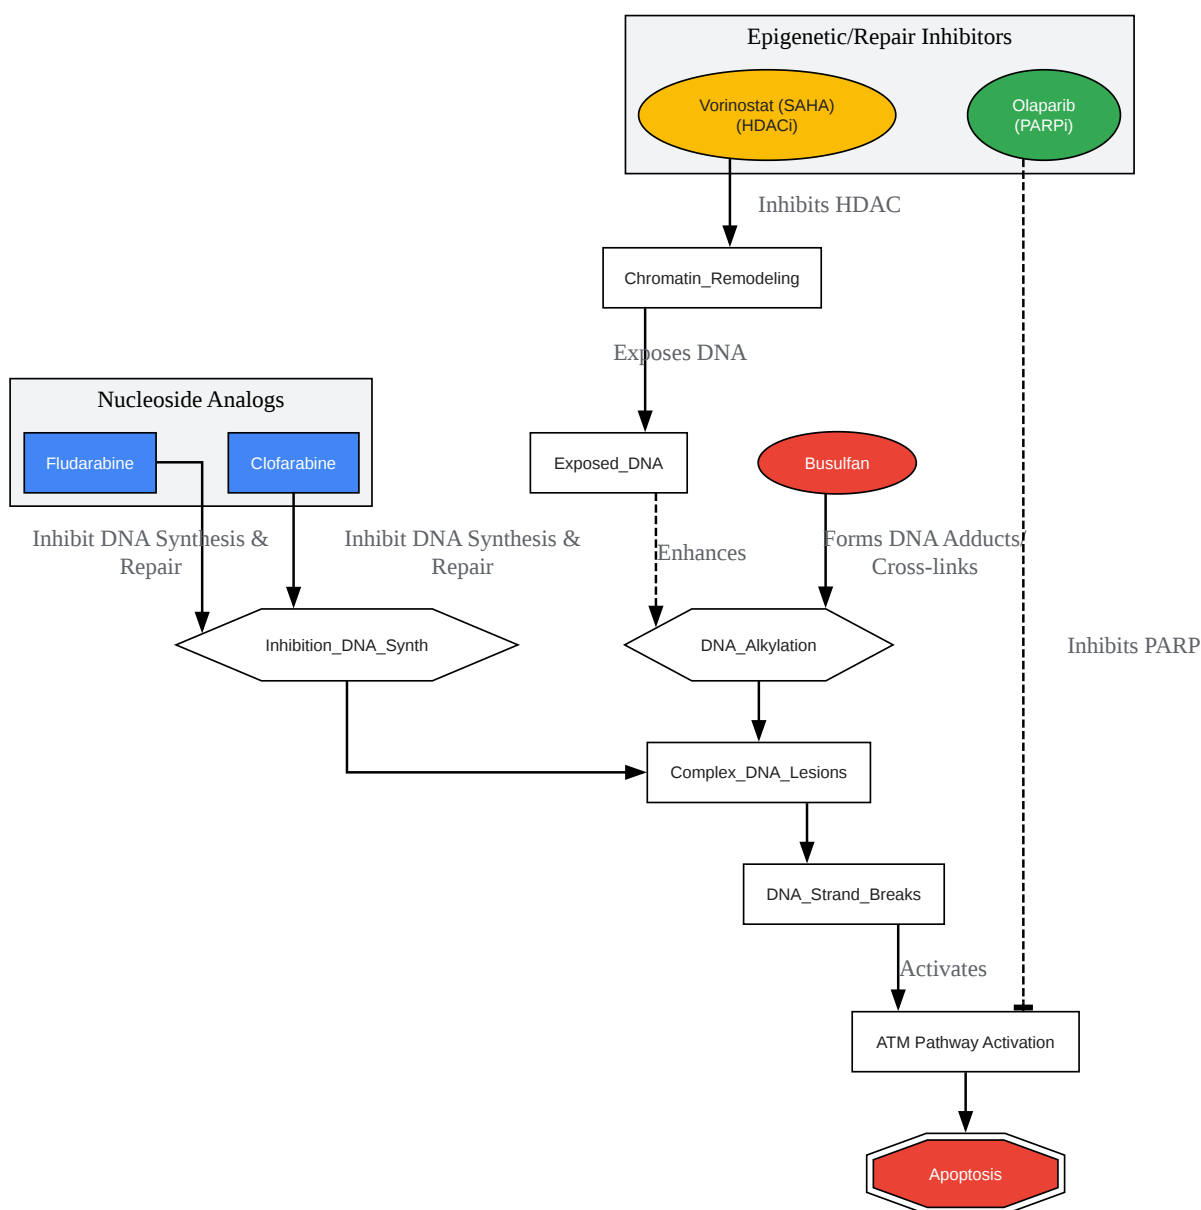 Epigenetic/Repair Inhibitors
Vorinostat (SAHA)
(HDACi)
Olaparib
(PARPi)
Inhibits HDAC
Chromatin_Remodeling
Exposes DNA
Nucleoside Analogs
Fludarabine
Clofarabine
Exposed_DNA
Busulfan
Inhibit DNA Synthesis &
Repair
Inhibit DNA Synthesis &
Repair
Enhances
Forms DNA Adducts/
Cross-links
Inhibition_DNA_Synth
DNA_Alkylation
Inhibits PARP
Complex_DNA_Lesions
DNA_Strand_Breaks
Activates
ATM Pathway Activation
Apoptosis